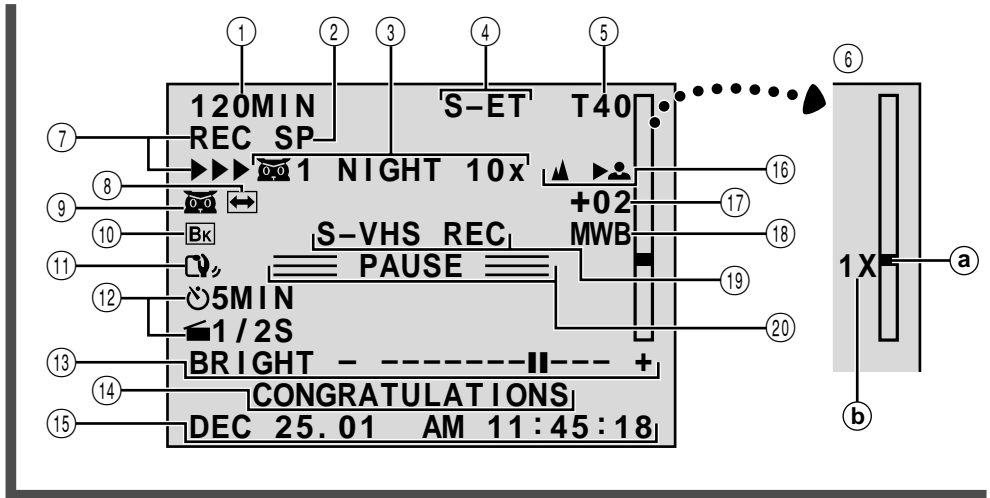 ① ② ③ ④ ⑤ ⑥
120MIN S–ET T40
⑦ REC SP
1 NIGHT 10x ⑯
⑧
⑨ +02 ⑰
⑩ BK S–VHS REC MWB ⑱
⑪ PAUSE ⑲
1X ⓐ
⑫ 5MIN ⑳
1/2S
⑬ BRIGHT – – – – – – – – – – – +
⑭ CONGRATULATIONS ⓑ
⑮ DEC 25.01 AM 11:45:18